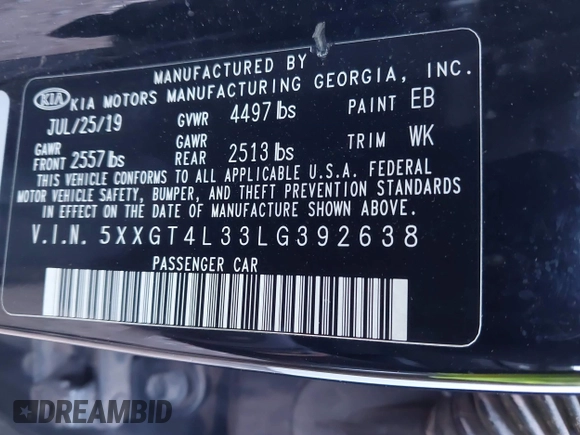 MANUFACTURED BY
KIA KIA MOTORS MANUFACTURING GEORGIA, INC.
JUL/25/19 GVWR 4497 lbs PAINT EB
GAWR FRONT 2557 lbs GAWR REAR 2513 lbs TRIM WK
THIS VEHICLE CONFORMS TO ALL APPLICABLE U.S.A. FEDERAL
MOTOR VEHICLE SAFETY, BUMPER, AND THEFT PREVENTION STANDARDS
IN EFFECT ON THE DATE OF MANUFACTURE SHOWN ABOVE.
V.I.N. 5XXGT4L33LG392638
PASSENGER CAR
DREAMBID